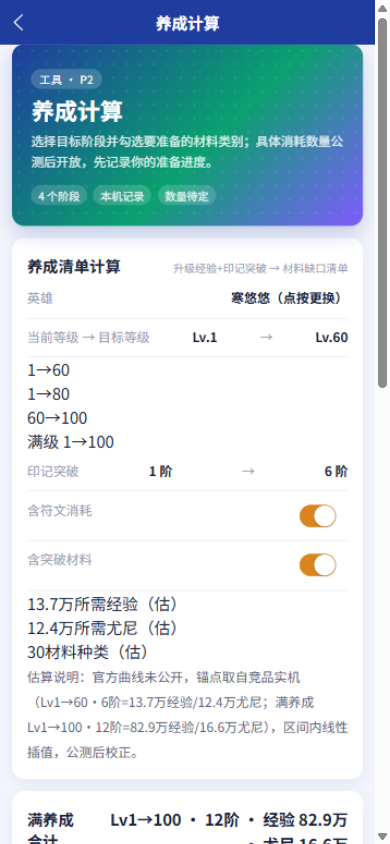 养成计算
工具 · P2
养成计算
选择目标阶段并勾选要准备的材料类别；具体消耗数量公
测后开放，先记录你的准备进度。
4 个阶段 本机记录 数量待定
养成清单计算 升级经验+印记突破 → 材料缺口清单
英雄 寒悠悠（点按更换）
当前等级 → 目标等级 Lv.1 → Lv.60
1→60
1→80
60→100
满级 1→100
印记突破 1 阶 → 6 阶
含符文消耗
含突破材料
13.7万所需经验（估）
12.4万所需尤尼（估）
30材料种类（估）
估算说明：官方曲线未公开，锚点取自竞品实机
（Lv1→60·6阶=13.7万经验/12.4万尤尼；满养成
Lv1→100·12阶=82.9万经验/16.6万尤尼），区间内线性
插值，公测后校正。
满养成 Lv1→100 · 12阶 · 经验 82.9万
合计 · 尤尼 16.6万